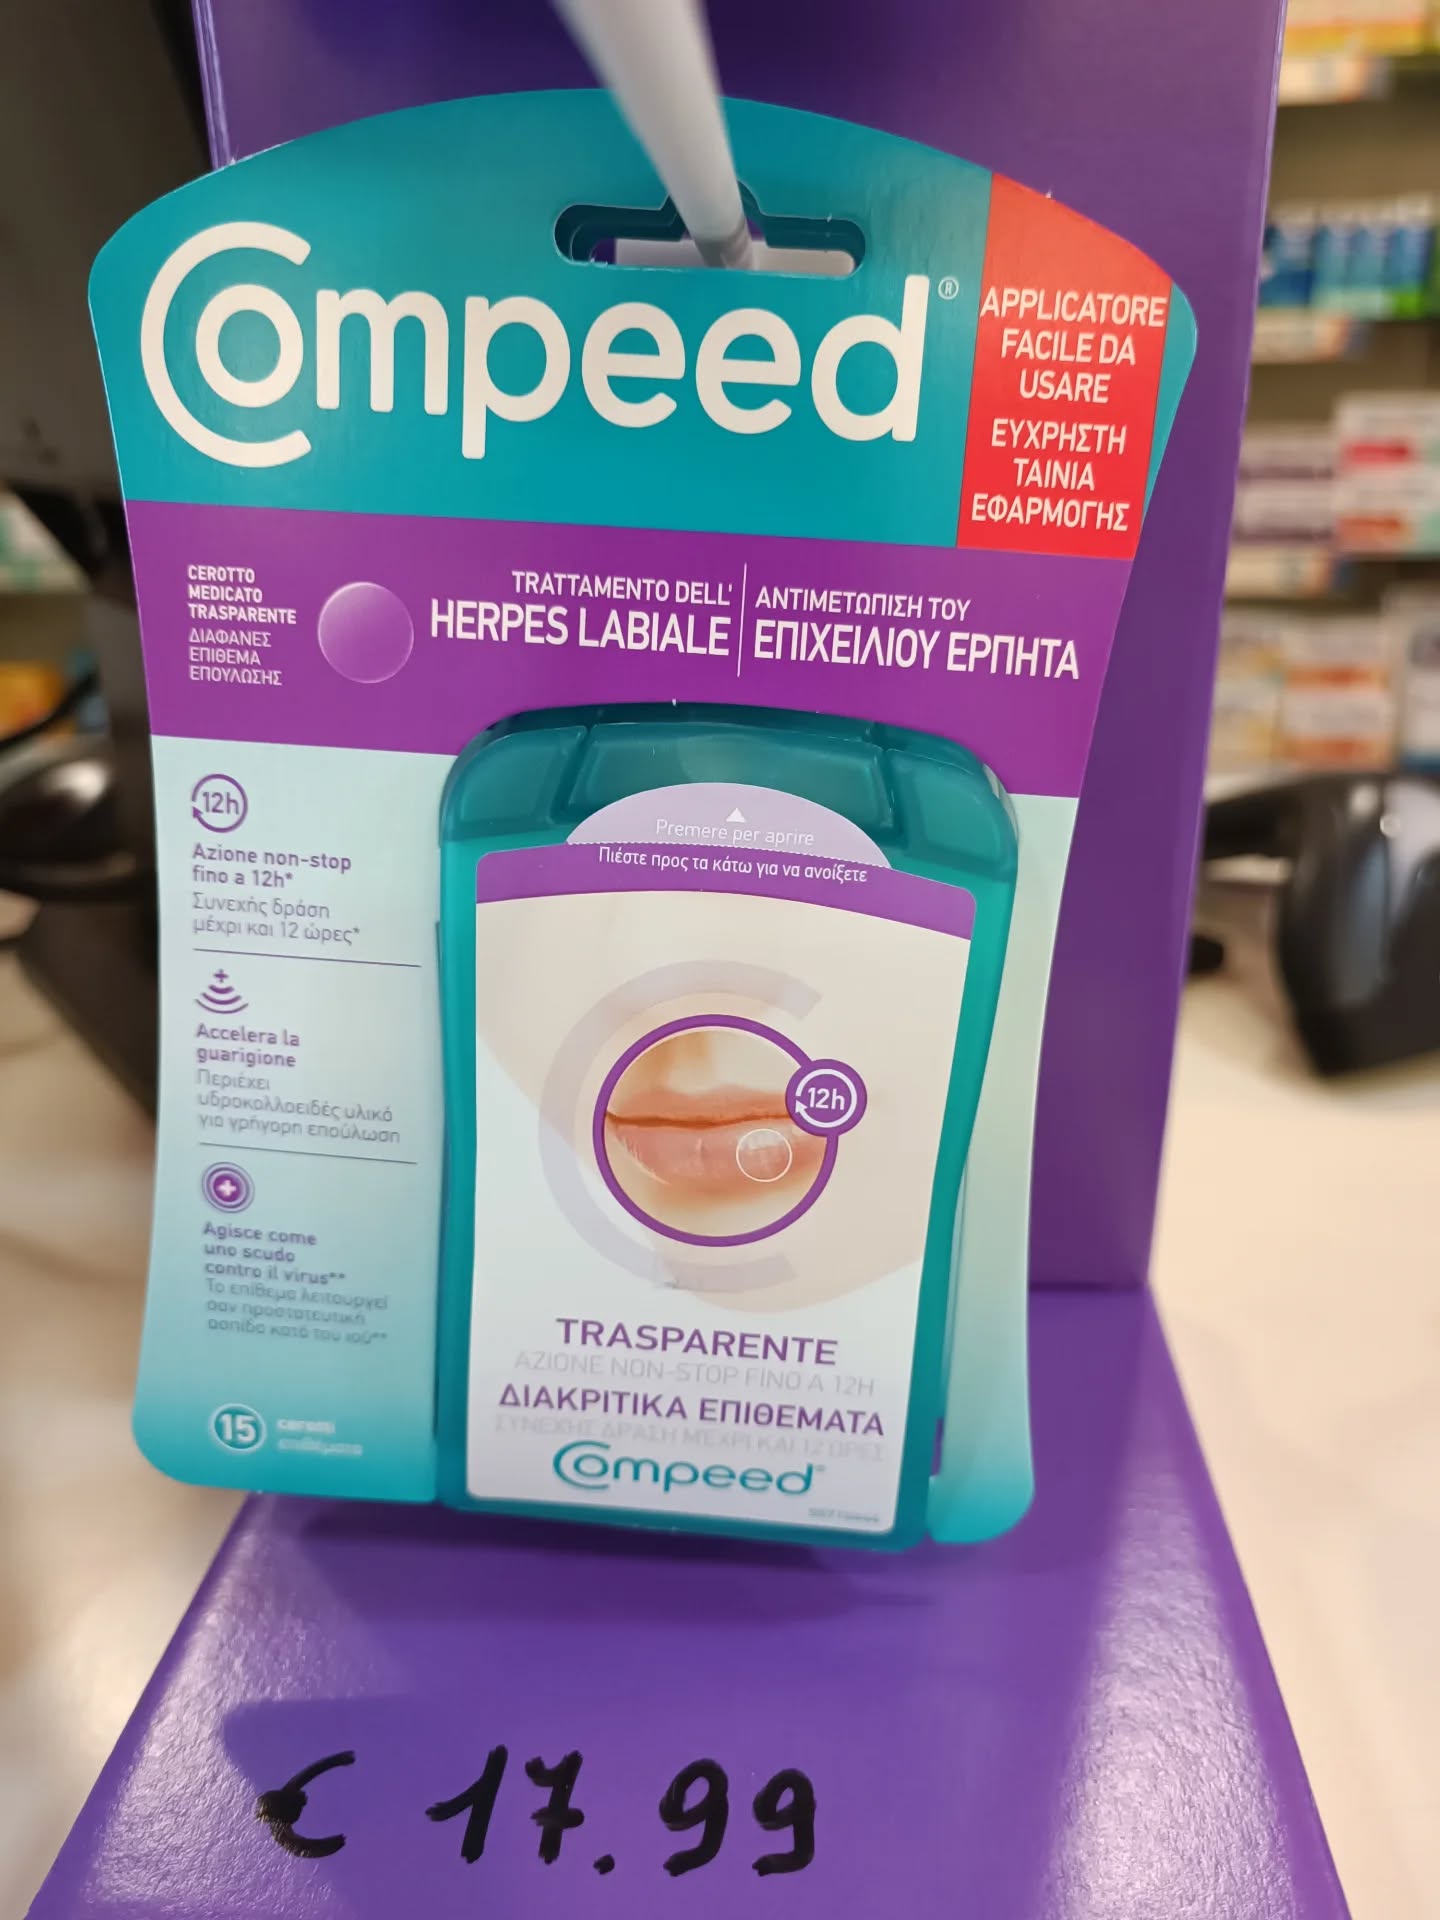 Compeed®
APPLICATORE
FACILE DA
USARE
ΕΥΧΡΗΣΤΗ
ΤΑΙΝΙΑ
ΕΦΑΡΜΟΓΗΣ
CEROTTO
MEDICATO
TRASPARENTE
ΔΙΑΦΑΝΕΣ
ΕΠΙΘΕΜΑ
ΕΠΟΥΛΩΣΗΣ
TRATTAMENTO DELL'
HERPES LABIALE
ΑΝΤΙΜΕΤΩΠΙΣΗ ΤΟΥ
ΕΠΙΧΕΙΛΙΟΥ ΕΡΠΗΤΑ
12h
Azione non-stop
fino a 12h*
Συνεχής δράση
μέχρι και 12 ώρες*
Accelera la
guarigione
Περιέχει
υδροκολλοειδές υλικό
για γρήγορη επούλωση
Agisce come
uno scudo
contro il virus**
Το επίθεμα λειτουργεί
σαν προστατευτική
ασπίδα κατά του ιού**
15
cerotti
επιθέματα
Premere per aprire
Πιέστε προς τα κάτω για να ανοίξετε
12h
TRASPARENTE
AZIONE NON-STOP FINO A 12H
ΔΙΑΚΡΙΤΙΚΑ ΕΠΙΘΕΜΑΤΑ
ΣΥΝΕΧΗΣ ΔΡΑΣΗ ΜΕΧΡΙ ΚΑΙ 12 ΩΡΕΣ
Compeed®
€ 17.99